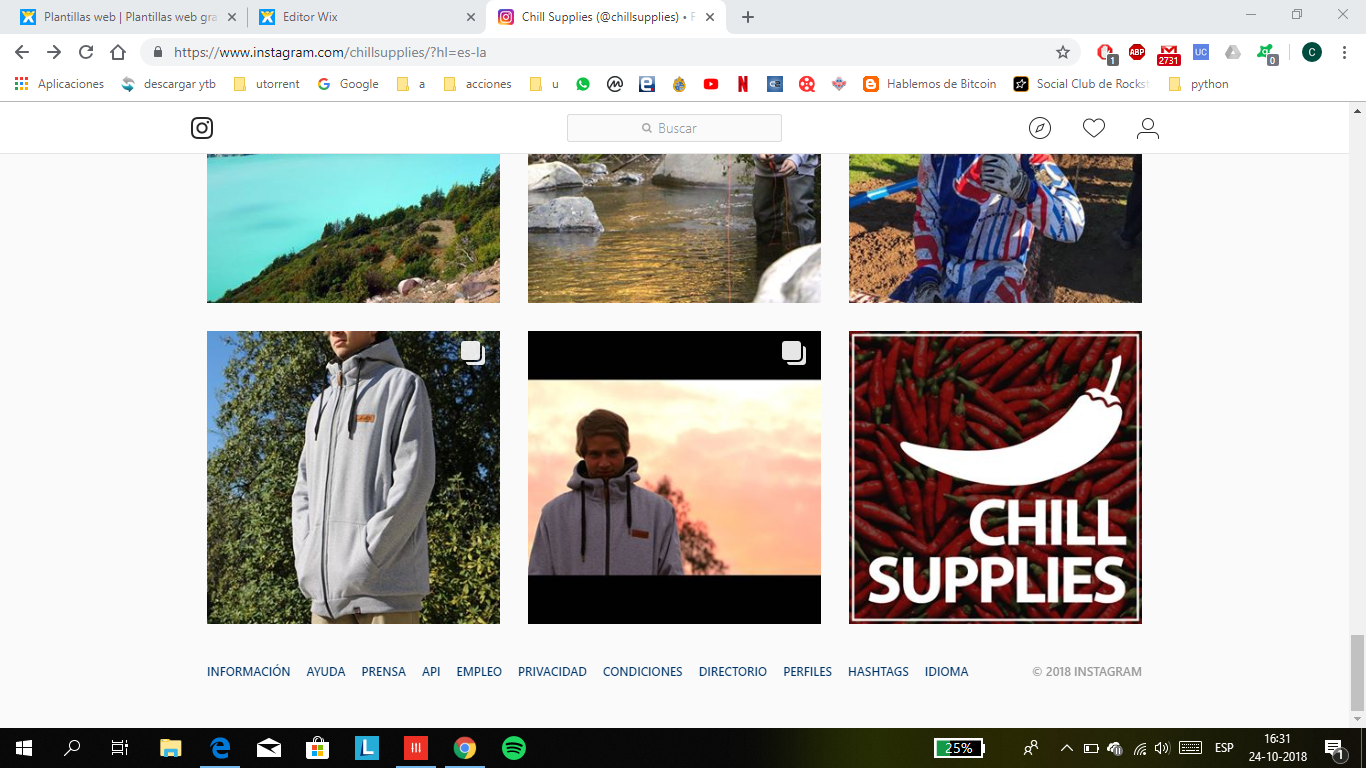 Plantillas web | Plantillas web gra
Editor Wix
Chill Supplies (@chillsupplies) • F
https://www.instagram.com/chillsupplies/?hl=es-la
1
ABP
2731
UC
0
C
Aplicaciones
descargar ytb
utorrent
Google
a
acciones
u
Hablemos de Bitcoin
Social Club de Rockst
python
Buscar
CHILL
SUPPLIES
INFORMACIÓN AYUDA PRENSA API EMPLEO PRIVACIDAD CONDICIONES DIRECTORIO PERFILES HASHTAGS IDIOMA © 2018 INSTAGRAM
25%
ESP
16:31
24-10-2018
1